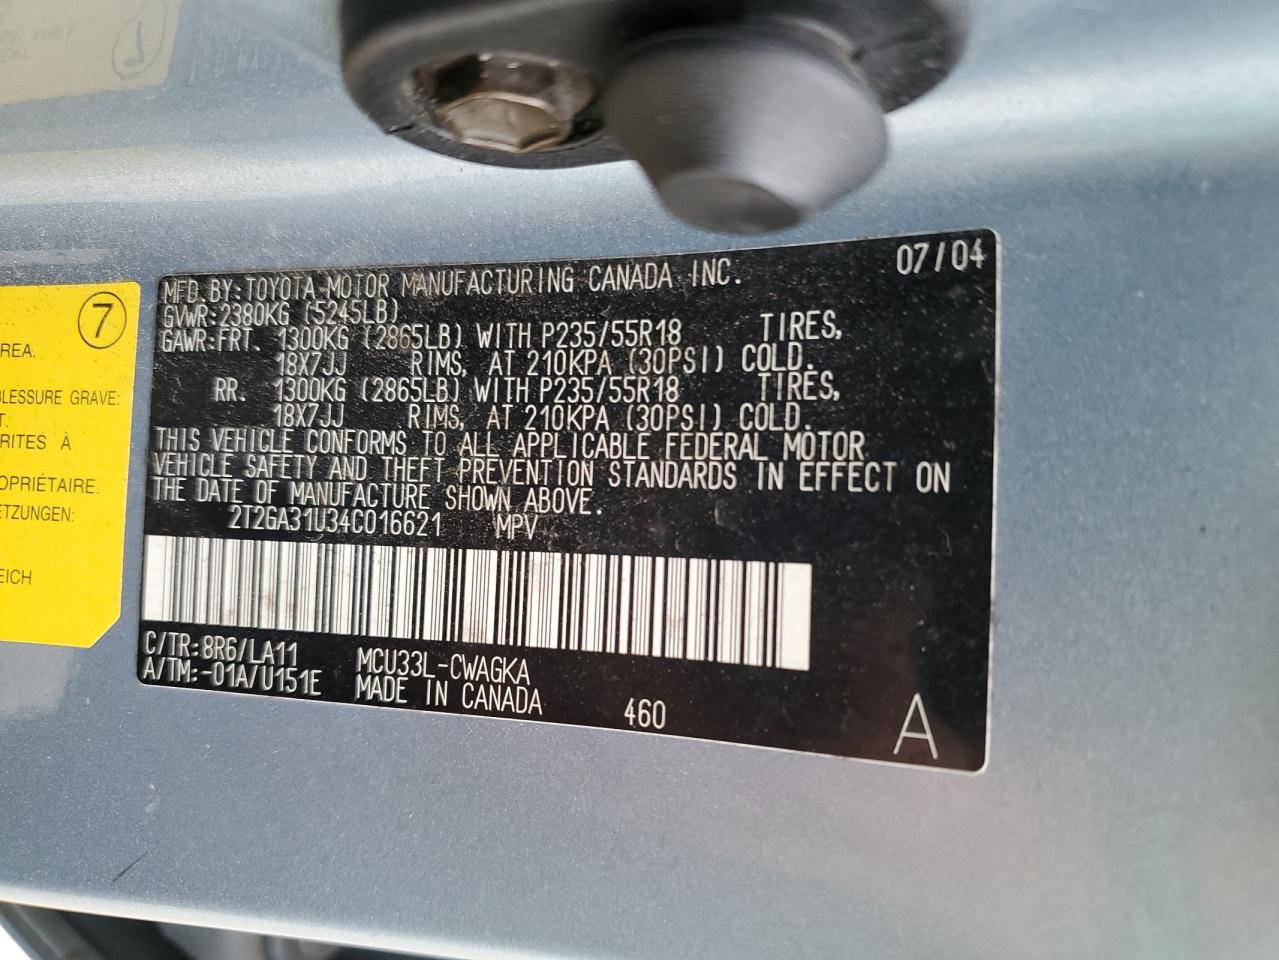 7
REA.
LESSURE GRAVE:
T.
RITES À
OPRIÉTAIRE.
ETZUNGEN:
EICH
07/04
MFD. BY: TOYOTA MOTOR MANUFACTURING CANADA INC.
GVWR: 2380KG (5245LB)
GAWR: FRT. 1300KG (2865LB) WITH P235/55R18 TIRES,
18X7JJ RIMS, AT 210KPA (30PSI) COLD.
RR. 1300KG (2865LB) WITH P235/55R18 TIRES,
18X7JJ RIMS, AT 210KPA (30PSI) COLD.
THIS VEHICLE CONFORMS TO ALL APPLICABLE FEDERAL MOTOR
VEHICLE SAFETY AND THEFT PREVENTION STANDARDS IN EFFECT ON
THE DATE OF MANUFACTURE SHOWN ABOVE.
2T2GA31U34C016621 MPV
C/TR: 8R6/LA11 MCU33L-CWAGKA
A/TM: -01A/U151E MADE IN CANADA 460
A